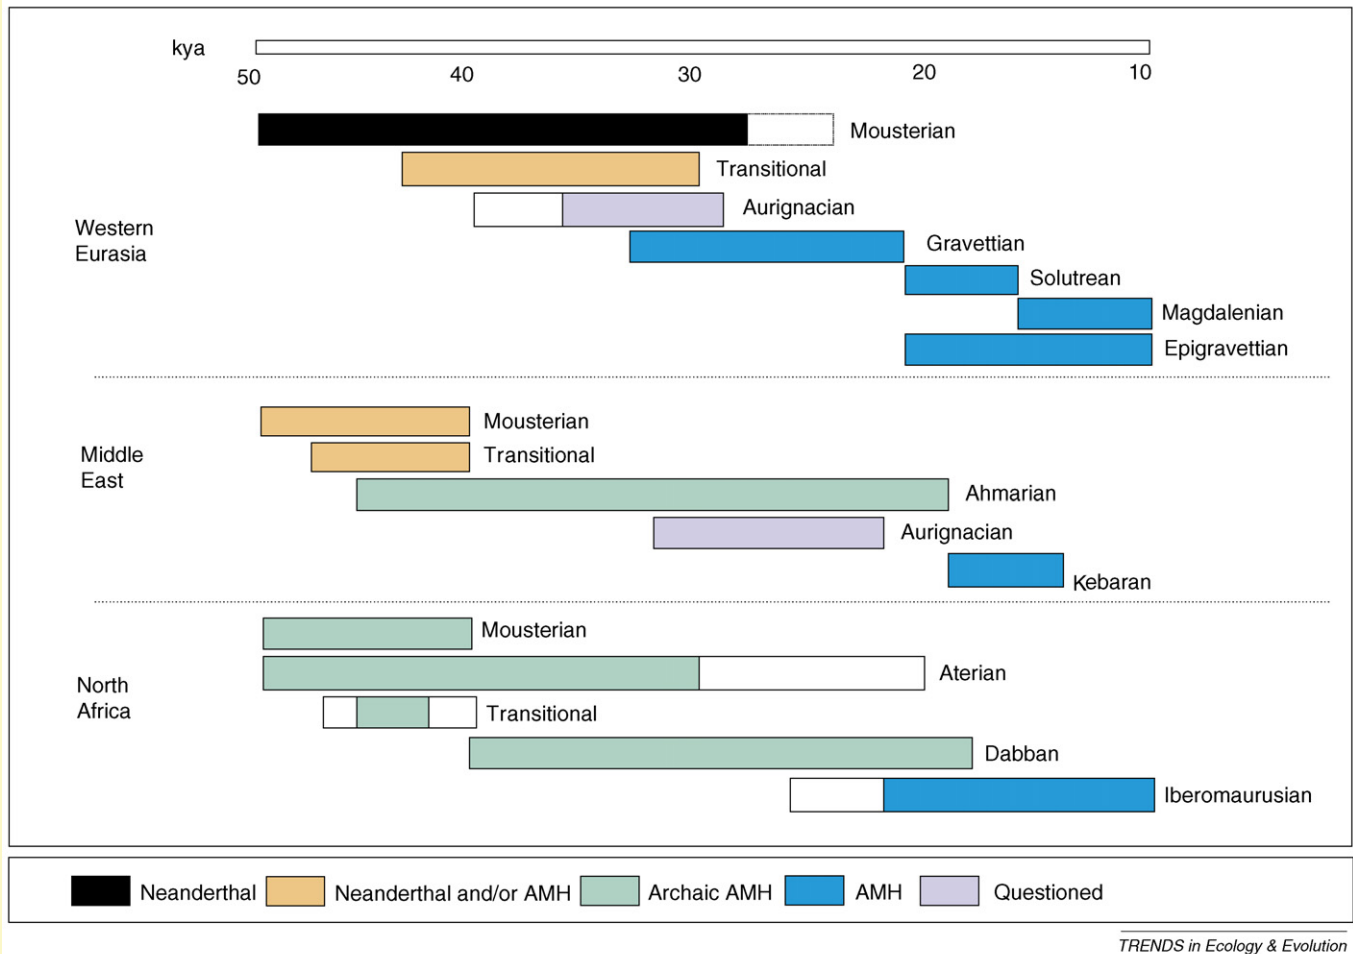 kya
50 40 30 20 10
Mousterian
Transitional
Aurignacian
Western
Eurasia
Gravettian
Solutrean
Magdalenian
Epigravettian
Mousterian
Middle
East
Transitional
Ahmarian
Aurignacian
Kebaran
Mousterian
North
Africa
Aterian
Transitional
Dabban
Iberomaurusian
Neanderthal Neanderthal and/or AMH Archaic AMH AMH Questioned
TRENDS in Ecology & Evolution